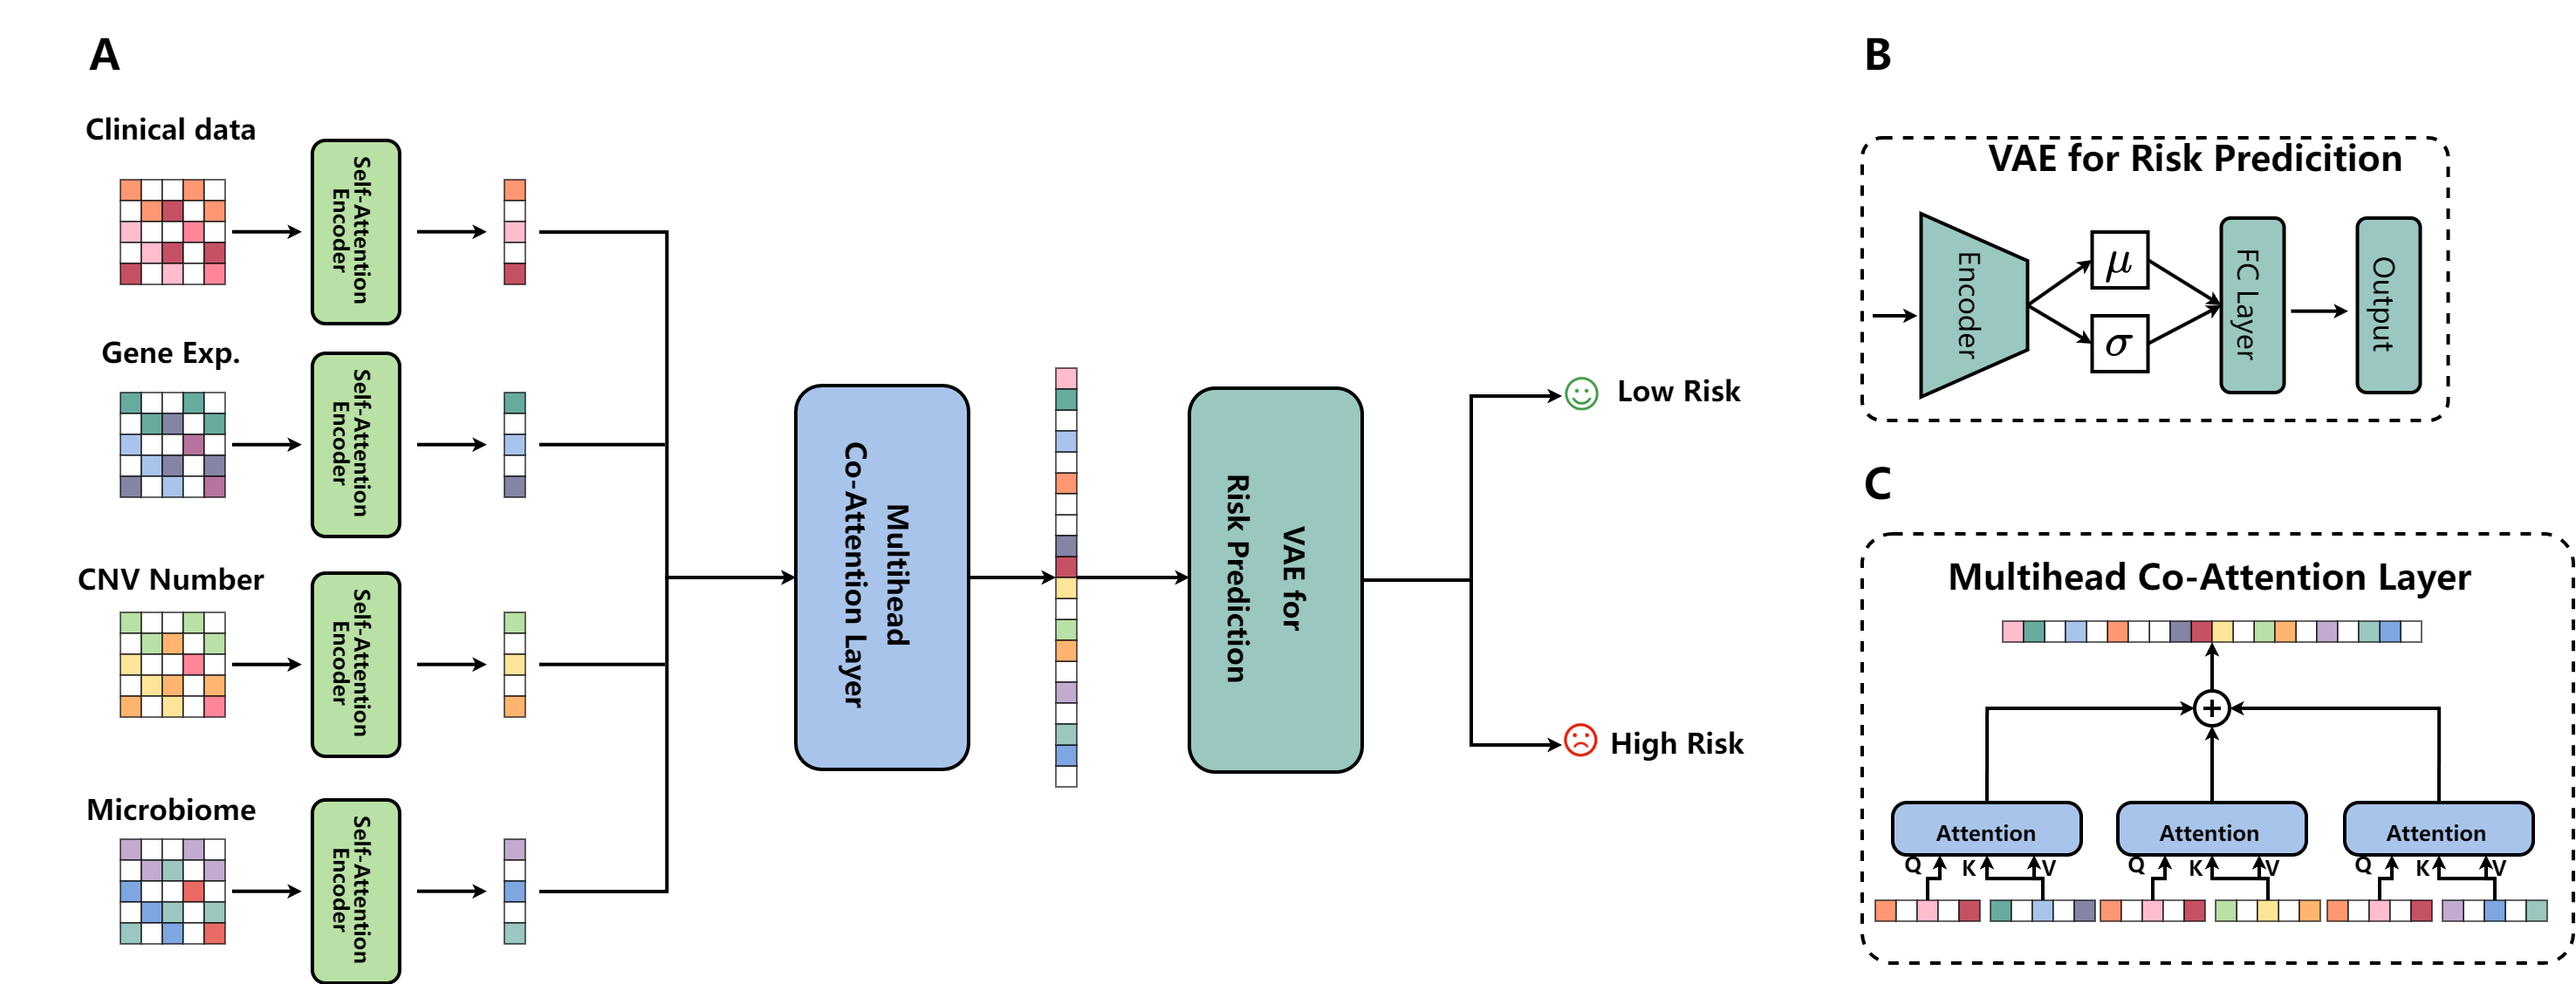 A
Clinical data
Self-Attention
Encoder
Gene Exp.
Self-Attention
Encoder
CNV Number
Self-Attention
Encoder
Microbiome
Self-Attention
Encoder
Multihead
Co-Attention Layer
VAE for
Risk Prediction
Low Risk
High Risk
B
VAE for Risk Predicition
Encoder
μ
σ
FC Layer
Output
C
Multihead Co-Attention Layer
+
Attention
Attention
Attention
Q K V
Q K V
Q K V